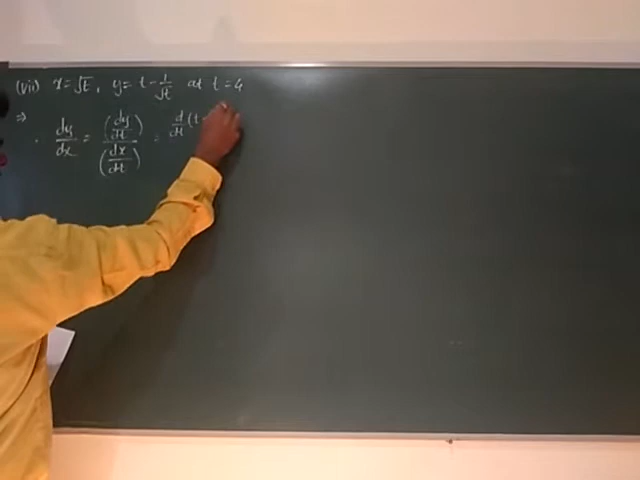 (vii) x = √t , y = t - 1/√t at t = 4
⇒
. dy/dx = (dy/dt)/(dx/dt) = d/dt (t -